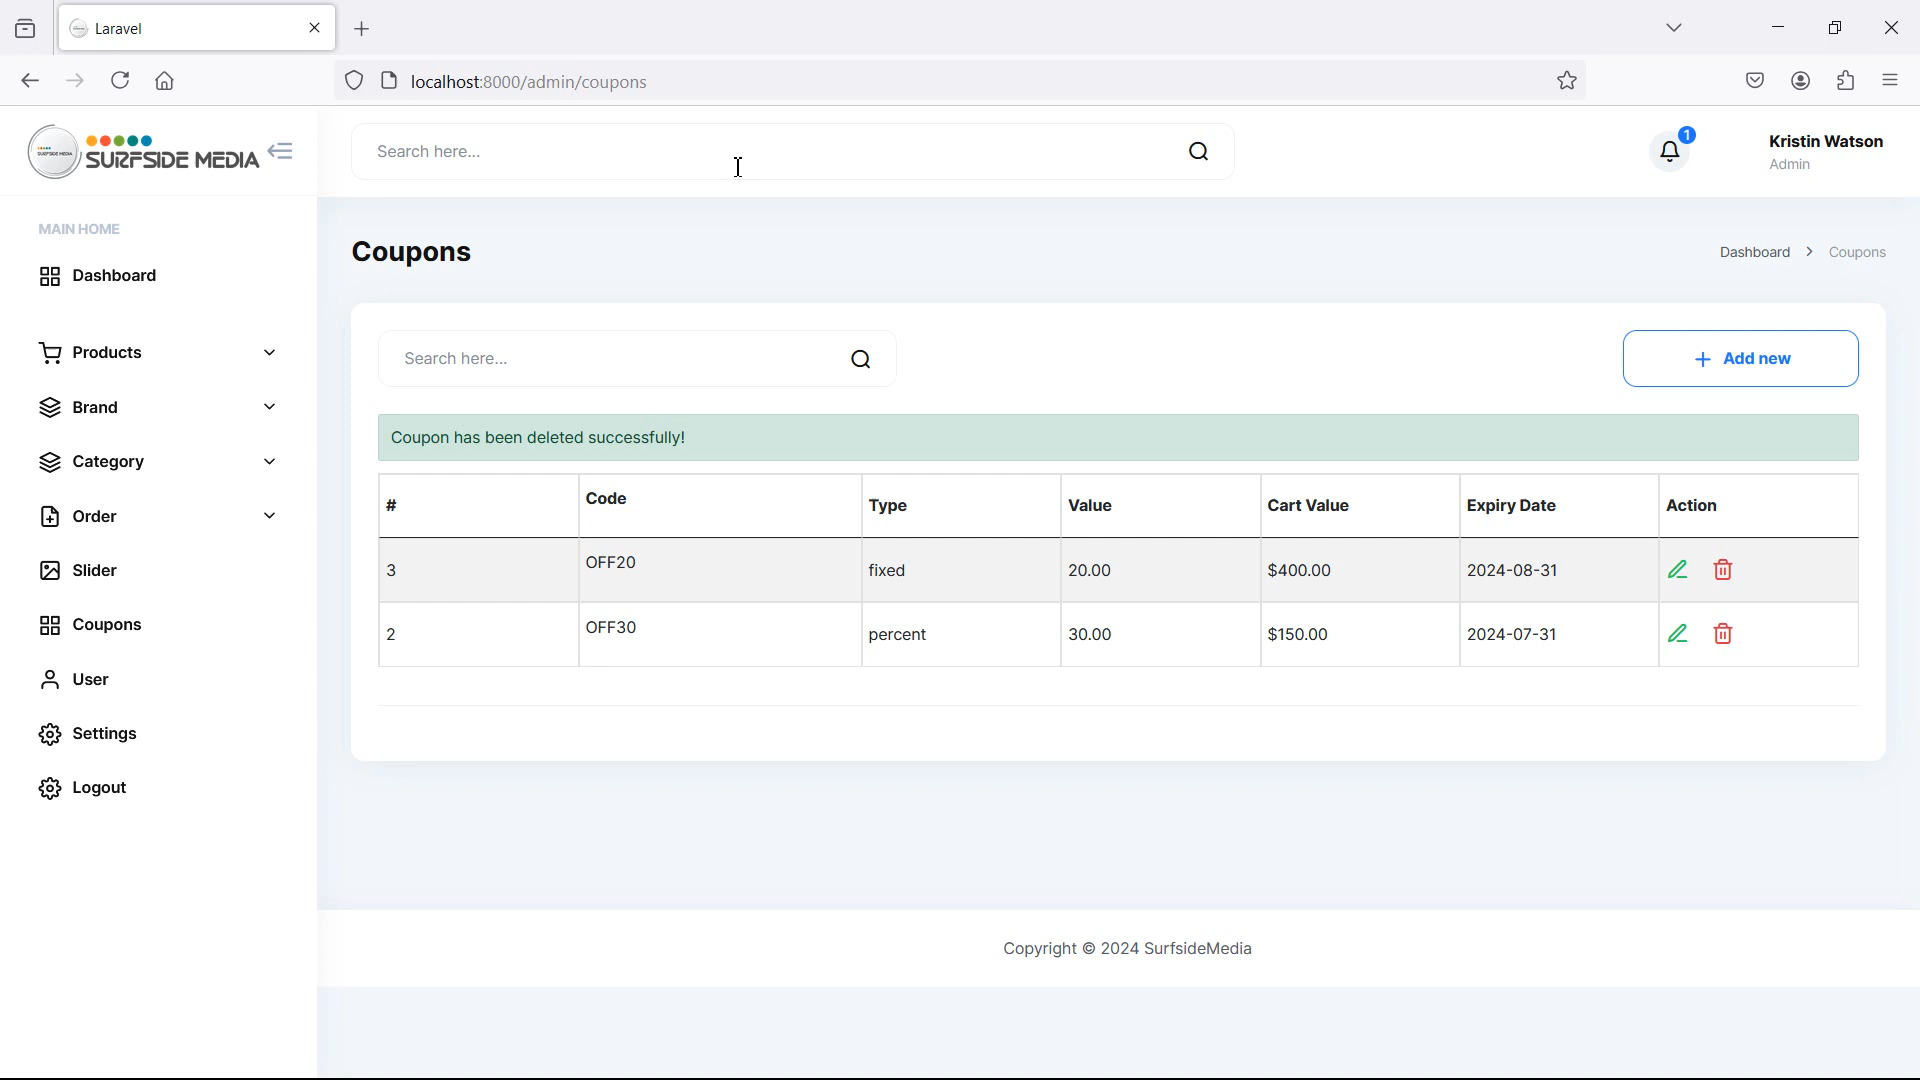 Laravel
localhost:8000/admin/coupons
SURFSIDE MEDIA
SURFSIDE MEDIA
Search here...
1
Kristin Watson
Admin
MAIN HOME
Dashboard
Products
Brand
Category
Order
Slider
Coupons
User
Settings
Logout
Coupons
Dashboard > Coupons
Search here...
+ Add new
Coupon has been deleted successfully!
# Code Type Value Cart Value Expiry Date Action
3 OFF20 fixed 20.00 $400.00 2024-08-31
2 OFF30 percent 30.00 $150.00 2024-07-31
Copyright © 2024 SurfsideMedia